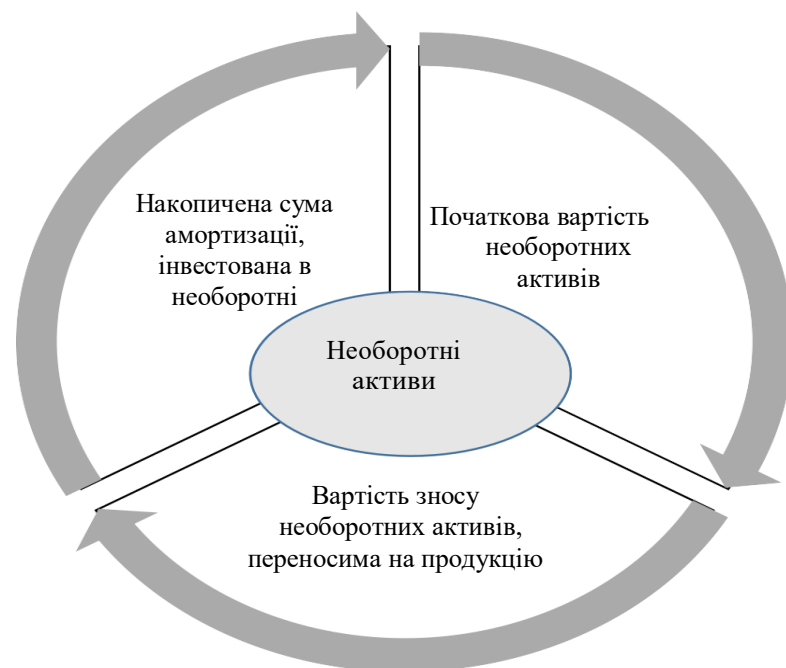 Накопичена сума
амортизації,
інвестована в
необоротні
Початкова вартість
необоротних
активів
Необоротні
активи
Вартість зносу
необоротних активів,
переносима на продукцію